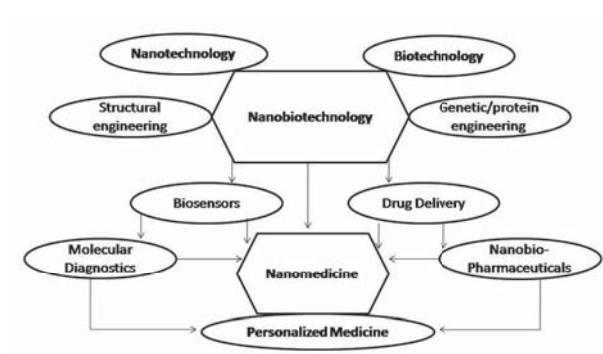 Nanotechnology
Biotechnology
Structural
engineering
Nanobiotechnology
Genetic/protein
engineering
Biosensors
Drug Delivery
Molecular
Diagnostics
Nanomedicine
Nanobio-
Pharmaceuticals
Personalized Medicine